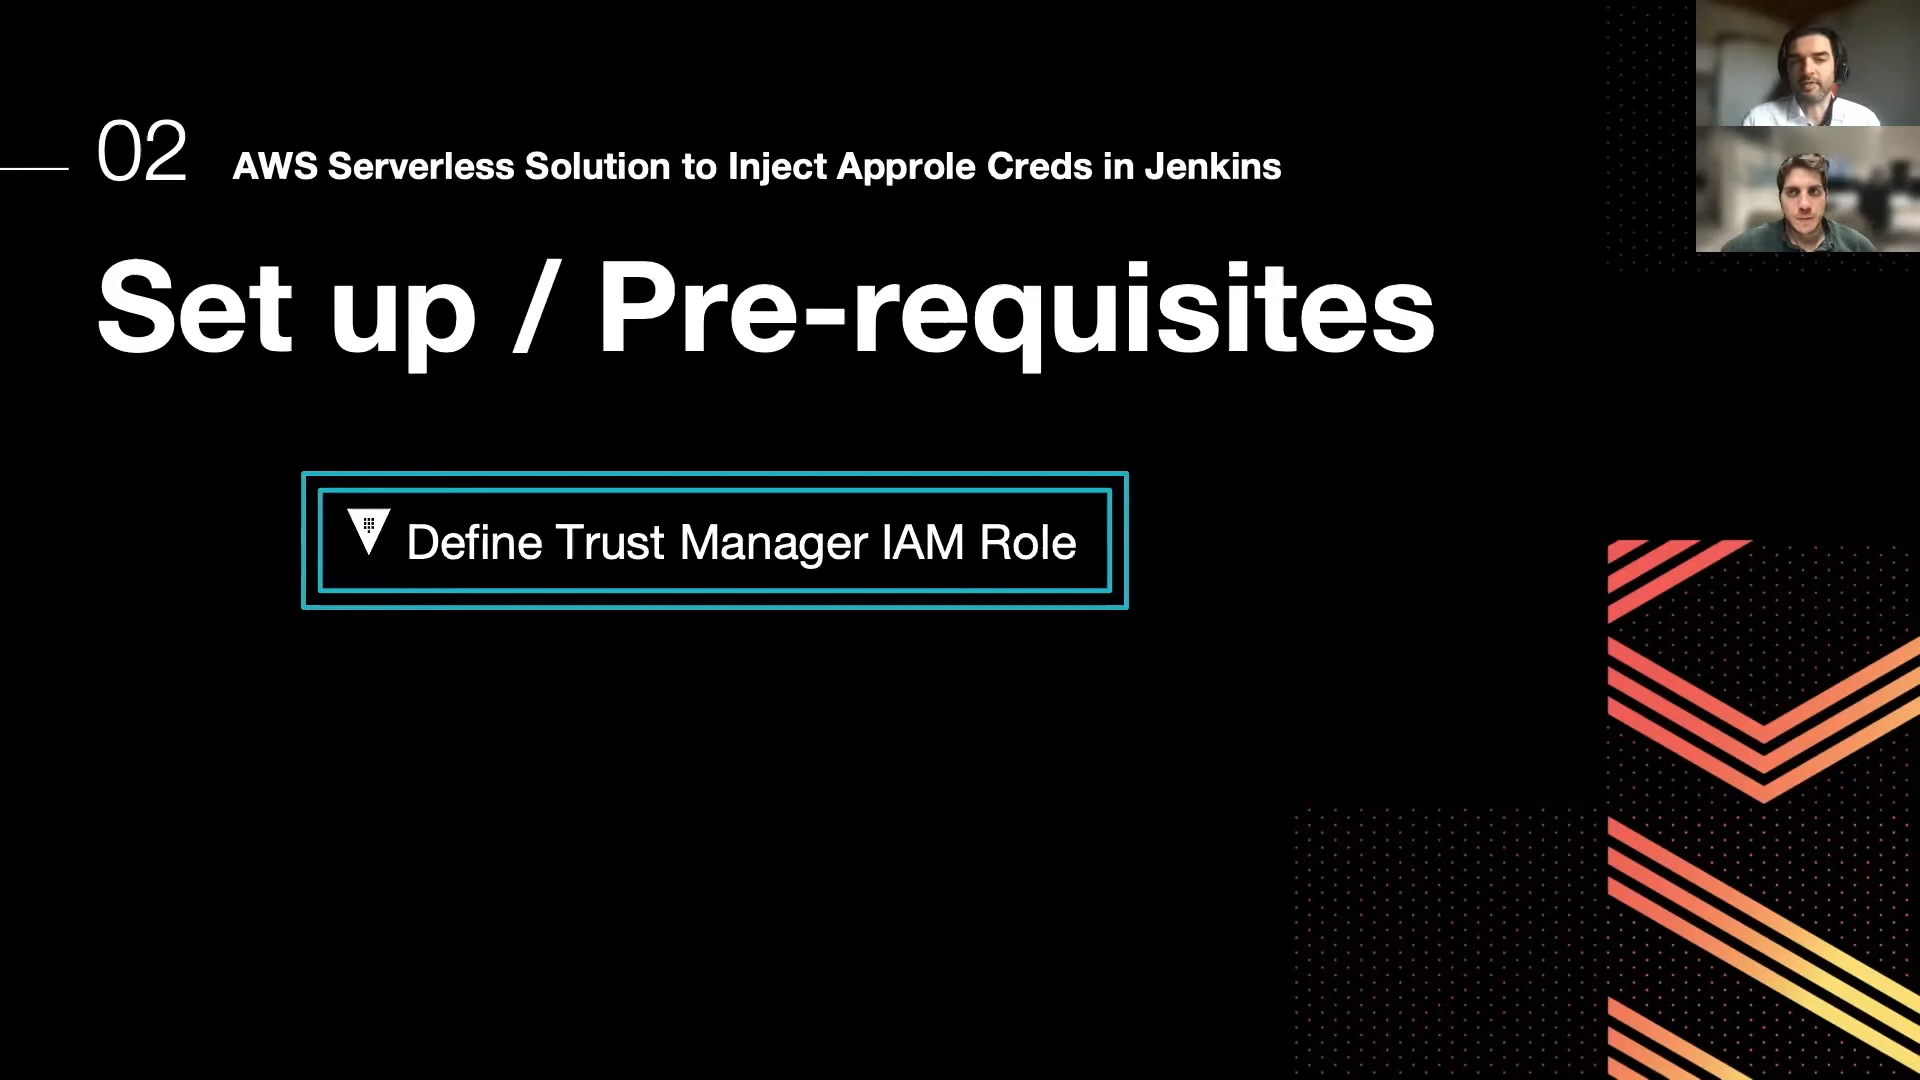 02
AWS Serverless Solution to Inject Approle Creds in Jenkins
Set up / Pre-requisites
Define Trust Manager IAM Role